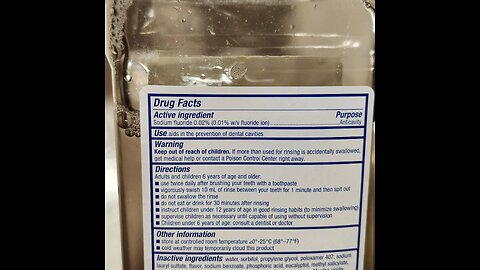 Drug Facts
Active ingredient Purpose
Sodium fluoride 0.02% (0.01% w/v fluoride ion) Anticavity
Use aids in the prevention of dental cavities
Warning
Keep out of reach of children. If more than used for rinsing is accidentally swallowed,
get medical help or contact a Poison Control Center right away.
Directions
Adults and children 6 years of age and older:
■ use twice daily after brushing your teeth with a toothpaste
■ vigorously swish 10 mL of rinse between your teeth for 1 minute and then spit out
■ do not swallow the rinse
■ do not eat or drink for 30 minutes after rinsing
■ instruct children under 12 years of age in good rinsing habits (to minimize swallowing)
■ supervise children as necessary until capable of using without supervision
■ Children under 6 years of age: consult a dentist or doctor
Other information
■ store at controlled room temperature 20°-25°C (68°-77°F)
■ cold weather may temporarily cloud this product
Inactive ingredients water, sorbitol, propylene glycol, poloxamer 407, sodium
lauryl sulfate, flavor, sodium benzoate, phosphoric acid, eucalyptol, methyl salicylate,